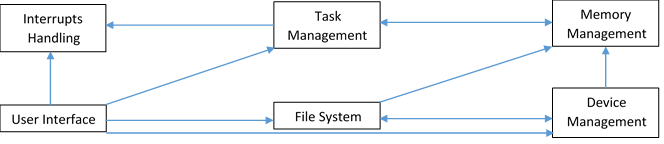 Interrupts
Handling
Task
Management
Memory
Management
User Interface
File System
Device
Management